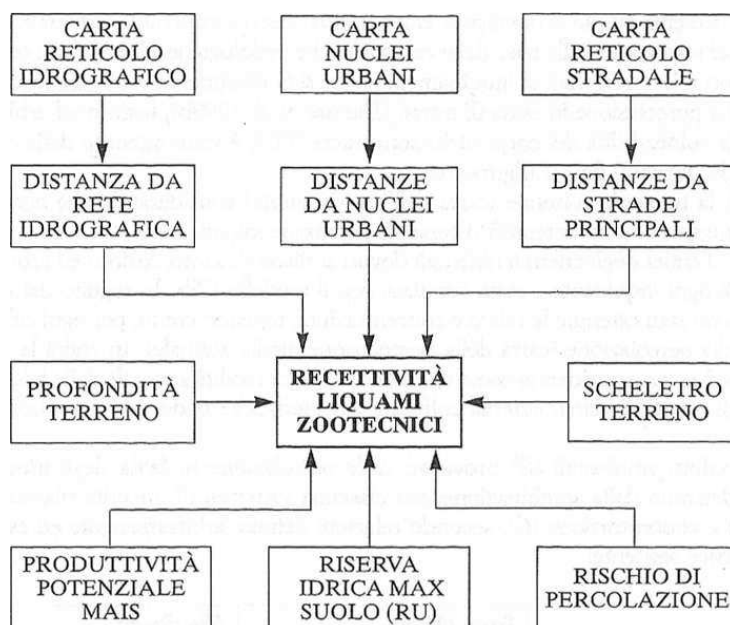 CARTA
RETICOLO
IDROGRAFICO
CARTA
NUCLEI
URBANI
CARTA
RETICOLO
STRADALE
DISTANZA DA
RETE
IDROGRAFICA
DISTANZE
DA NUCLEI
URBANI
DISTANZE DA
STRADE
PRINCIPALI
PROFONDITÀ
TERRENO
RECETTIVITÀ
LIQUAMI
ZOOTECNICI
SCHELETRO
TERRENO
PRODUTTIVITÀ
POTENZIALE
MAIS
RISERVA
IDRICA MAX
SUOLO (RU)
RISCHIO DI
PERCOLAZIONE